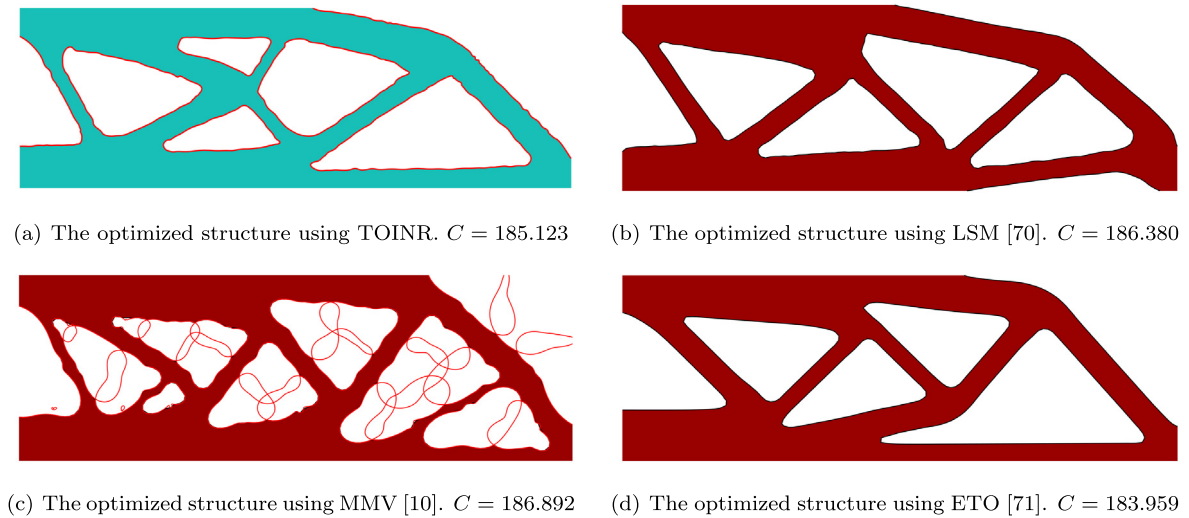 (a) The optimized structure using TOINR. C = 185.123
(b) The optimized structure using LSM [70]. C = 186.380
(c) The optimized structure using MMV [10]. C = 186.892
(d) The optimized structure using ETO [71]. C = 183.959